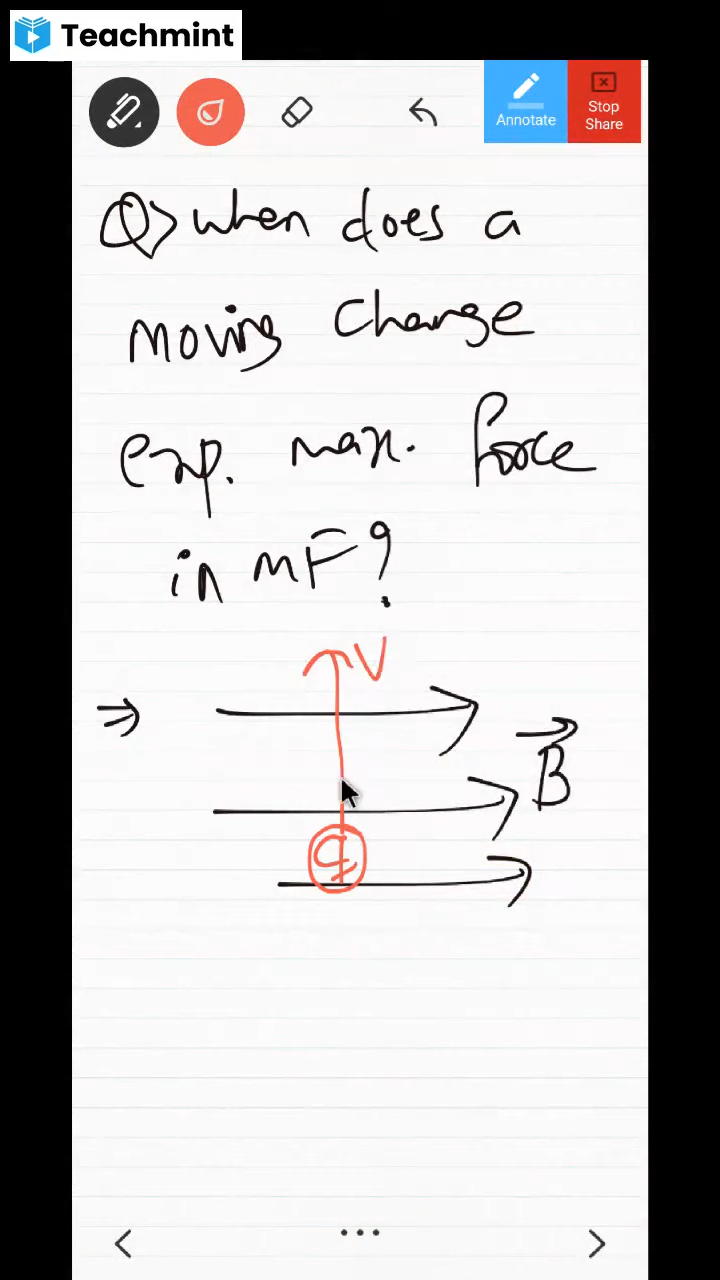 Teachmint
Annotate
Stop
Share
Q> when does a
moving charge
exp. max. force
in MF?
V
⇒
B
q